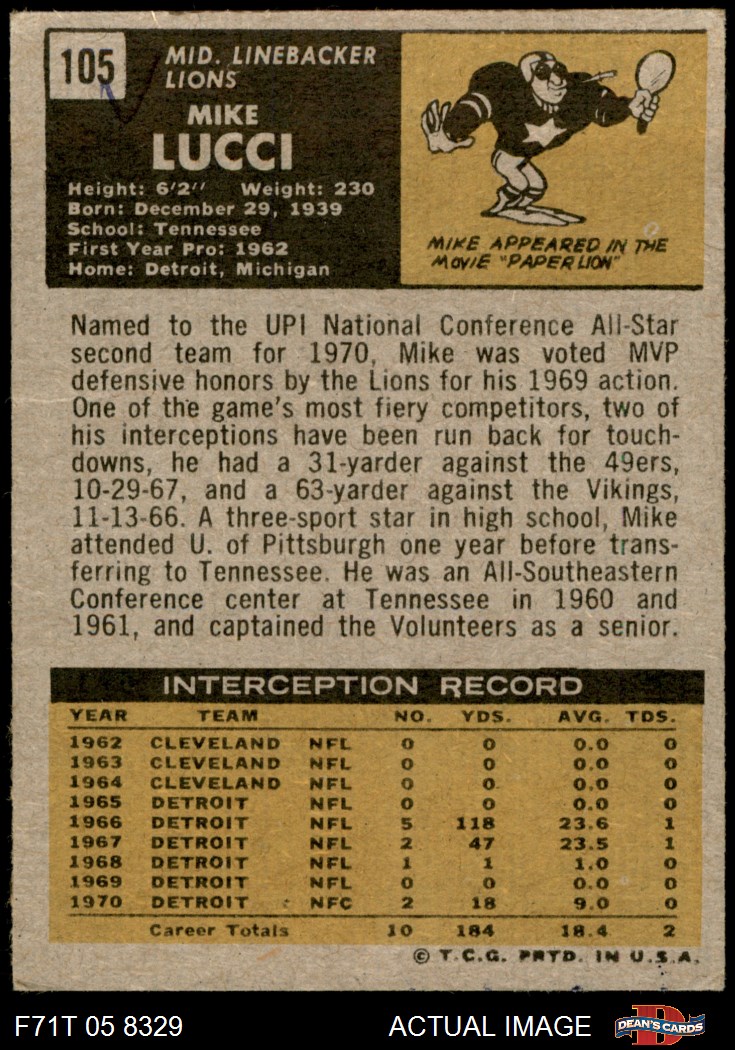 105
MID. LINEBACKER
LIONS
MIKE
LUCCI
Height: 6'2'' Weight: 230
Born: December 29, 1939
School: Tennessee
First Year Pro: 1962
Home: Detroit, Michigan
MIKE APPEARED IN THE
MOVIE "PAPER LION"
Named to the UPI National Conference All-Star
second team for 1970, Mike was voted MVP
defensive honors by the Lions for his 1969 action.
One of the game's most fiery competitors, two of
his interceptions have been run back for touch-
downs, he had a 31-yarder against the 49ers,
10-29-67, and a 63-yarder against the Vikings,
11-13-66. A three-sport star in high school, Mike
attended U. of Pittsburgh one year before trans-
ferring to Tennessee. He was an All-Southeastern
Conference center at Tennessee in 1960 and
1961, and captained the Volunteers as a senior.
INTERCEPTION RECORD
YEAR TEAM NO. YDS. AVG. TDS.
1962 CLEVELAND NFL 0 0 0.0 0
1963 CLEVELAND NFL 0 0 0.0 0
1964 CLEVELAND NFL 0 0 0.0 0
1965 DETROIT NFL 0 0 0.0 0
1966 DETROIT NFL 5 118 23.6 1
1967 DETROIT NFL 2 47 23.5 1
1968 DETROIT NFL 1 1 1.0 0
1969 DETROIT NFL 0 0 0.0 0
1970 DETROIT NFC 2 18 9.0 0
Career Totals 10 184 18.4 2
© T.C.G. PRTD. IN U.S.A.
F71T 05 8329 ACTUAL IMAGE DEAN'S CARDS